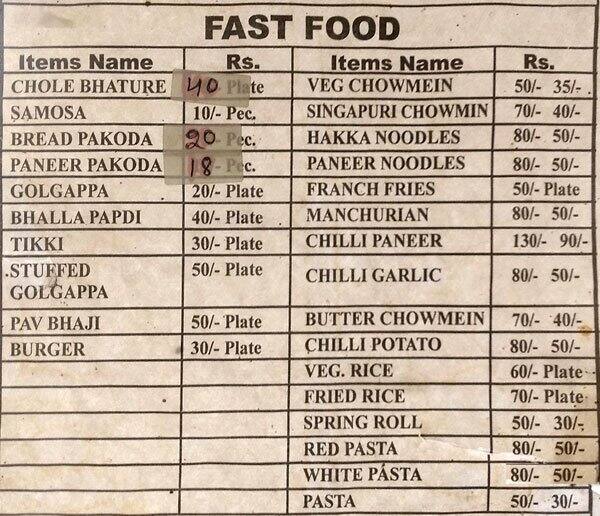 FAST FOOD
Items Name Rs. Items Name Rs.
CHOLE BHATURE 40 Plate VEG CHOWMEIN 50/- 35/-
SAMOSA 10/- Pec. SINGAPURI CHOWMIN 70/- 40/-
BREAD PAKODA 20 Pec. HAKKA NOODLES 80/- 50/-
PANEER PAKODA 18 Pec. PANEER NOODLES 80/- 50/-
GOLGAPPA 20/- Plate FRANCH FRIES 50/- Plate
BHALLA PAPDI 40/- Plate MANCHURIAN 80/- 50/-
TIKKI 30/- Plate CHILLI PANEER 130/- 90/-
STUFFED GOLGAPPA 50/- Plate CHILLI GARLIC 80/- 50/-
PAV BHAJI 50/- Plate BUTTER CHOWMEIN 70/- 40/-
BURGER 30/- Plate CHILLI POTATO 80/- 50/-
VEG. RICE 60/- Plate
FRIED RICE 70/- Plate
SPRING ROLL 50/- 30/-
RED PASTA 80/- 50/-
WHITE PASTA 80/- 50/-
PASTA 50/- 30/-